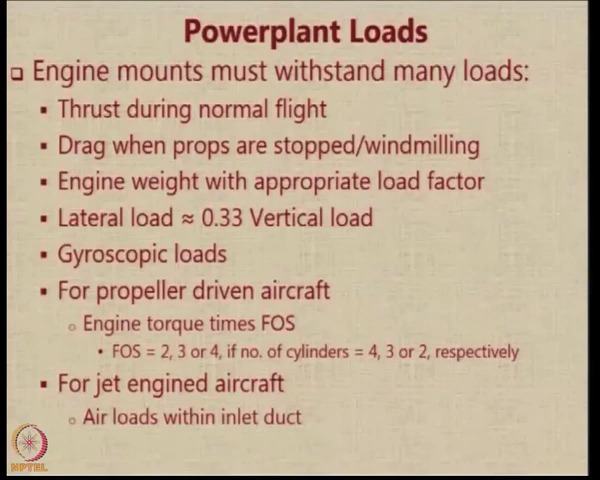 Powerplant Loads
Engine mounts must withstand many loads:
Thrust during normal flight
Drag when props are stopped/windmilling
Engine weight with appropriate load factor
Lateral load ≈ 0.33 Vertical load
Gyroscopic loads
For propeller driven aircraft
Engine torque times FOS
FOS = 2, 3 or 4, if no. of cylinders = 4, 3 or 2, respectively
For jet engined aircraft
Air loads within inlet duct
NPTEL